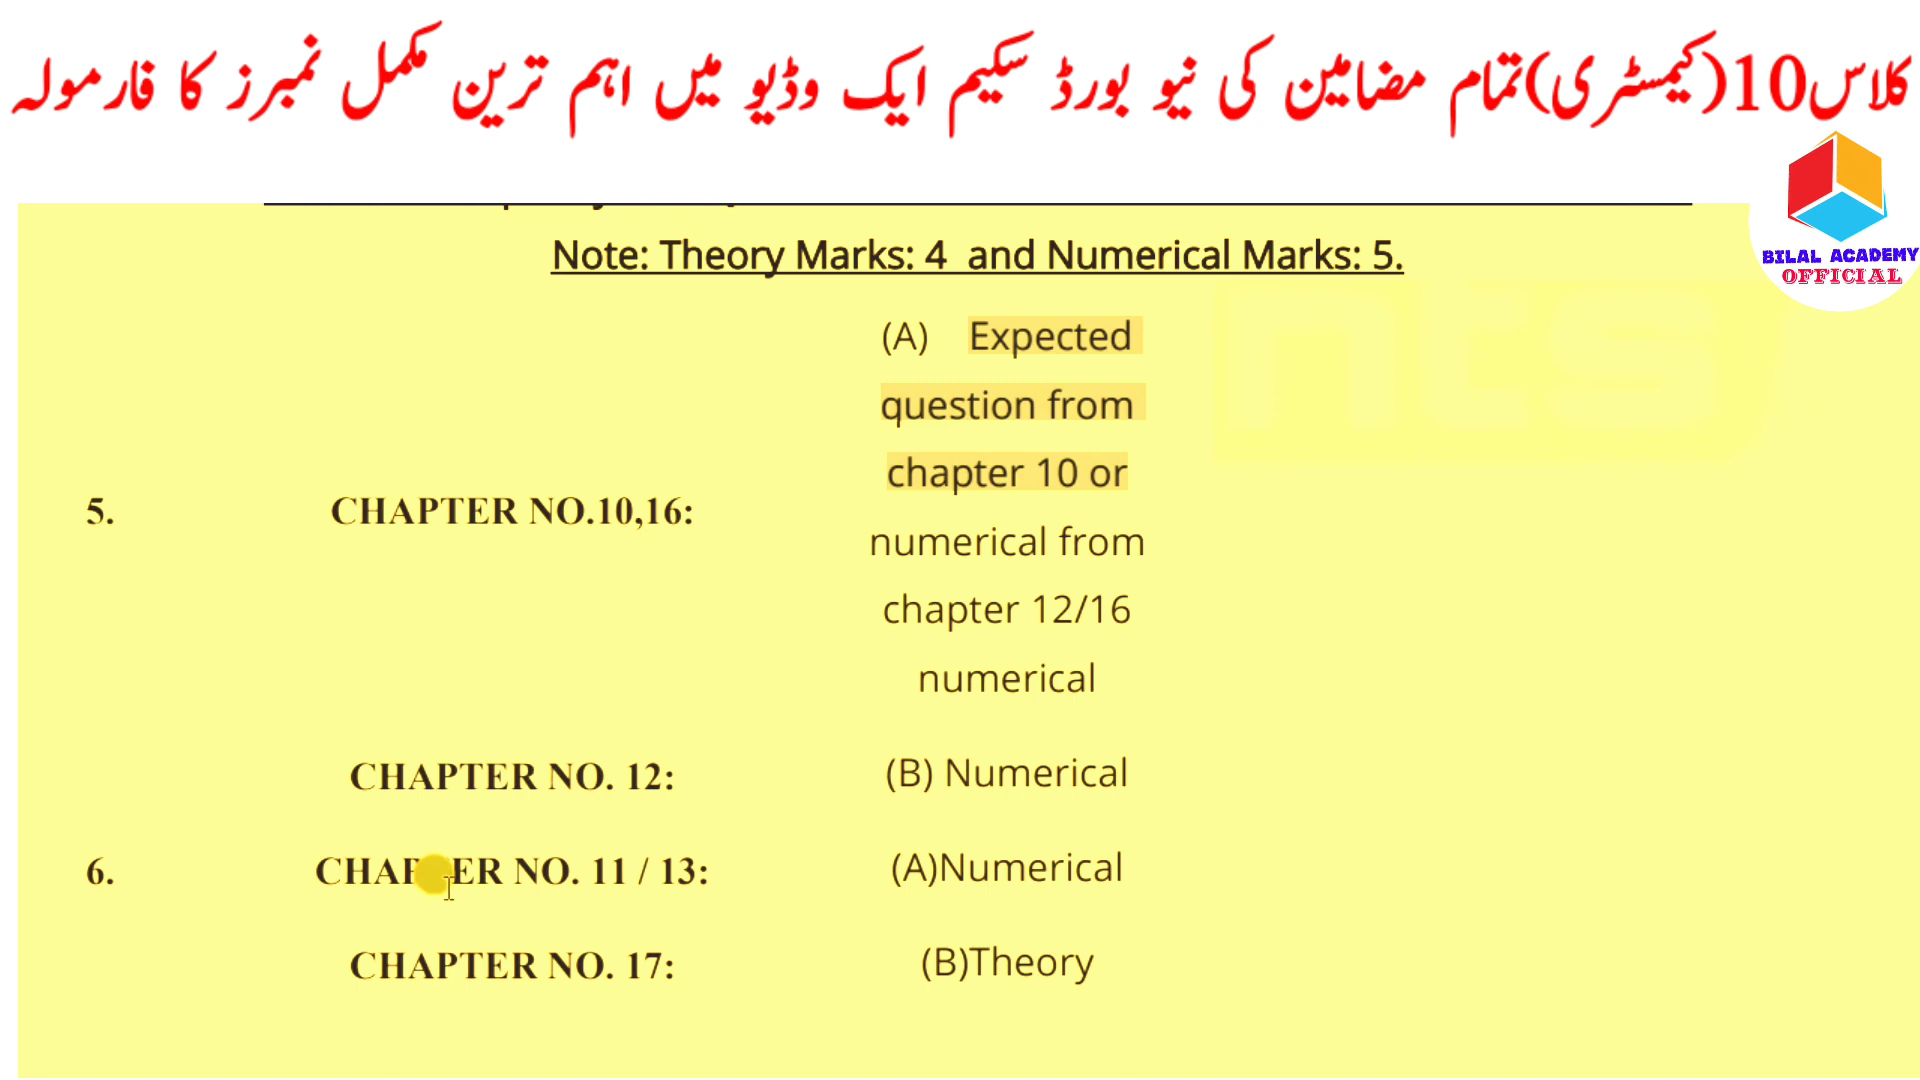 کلاس10(کیمسٹری)تمام مضامین کی نیو بورڈ سکیم ایک وڈیو میں اہم ترین مکمل نمبرز کا فارمولہ
BILAL ACADEMY
OFFICIAL
Note: Theory Marks: 4 and Numerical Marks: 5.
5. CHAPTER NO.10,16:
(A) Expected
question from
chapter 10 or
numerical from
chapter 12/16
numerical
CHAPTER NO. 12: (B) Numerical
6. CHAPTER NO. 11 / 13: (A)Numerical
CHAPTER NO. 17: (B)Theory
nts